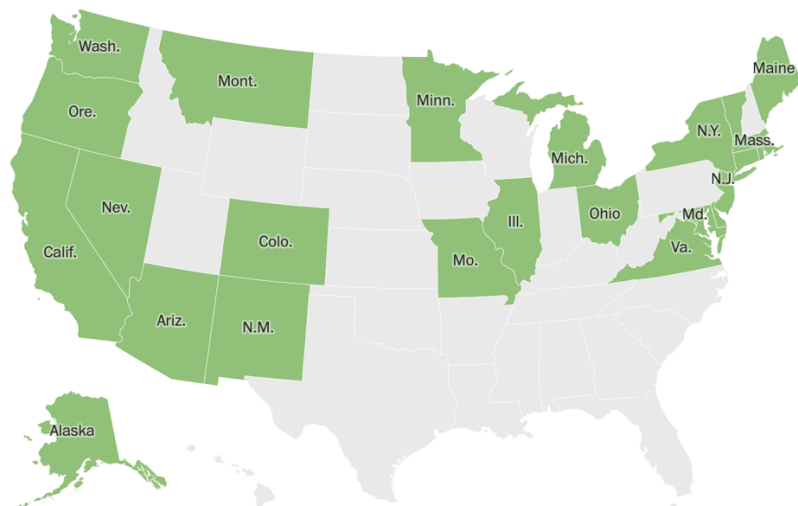 Wash.
Maine
Mont.
Minn.
Ore.
N.Y.
Mass.
Mich.
N.J.
Nev.
Ohio
Md.
Ill.
Colo.
Va.
Calif.
Mo.
Ariz.
N.M.
Alaska